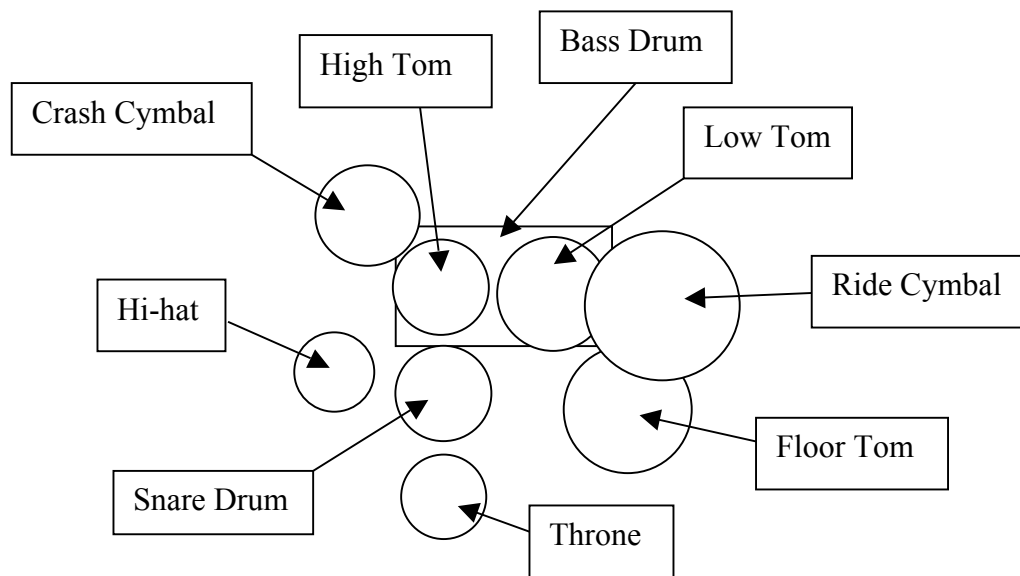 Bass Drum
High Tom
Crash Cymbal
Low Tom
Ride Cymbal
Hi-hat
Floor Tom
Snare Drum
Throne